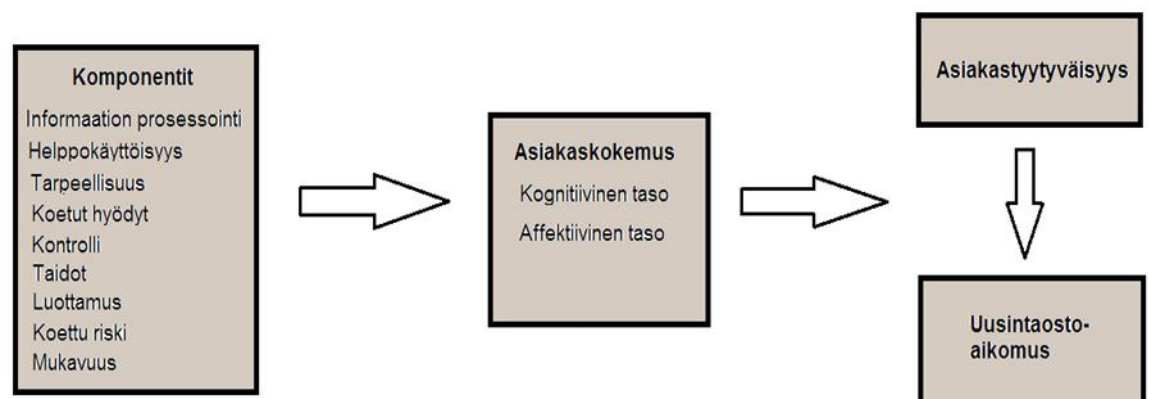 Komponentit
Informaation prosessointi
Helppokäyttöisyys
Tarpeellisuus
Koetut hyödyt
Kontrolli
Taidot
Luottamus
Koettu riski
Mukavuus
Asiakaskokemus
Kognitiivinen taso
Affektiivinen taso
Asiakastyytyväisyys
Uusintaosto-
aikomus